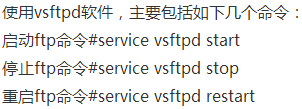 使用vsftpd软件，主要包括如下几个命令：
启动ftp命令#service vsftpd start
停止ftp命令#service vsftpd stop
重启ftp命令#service vsftpd restart